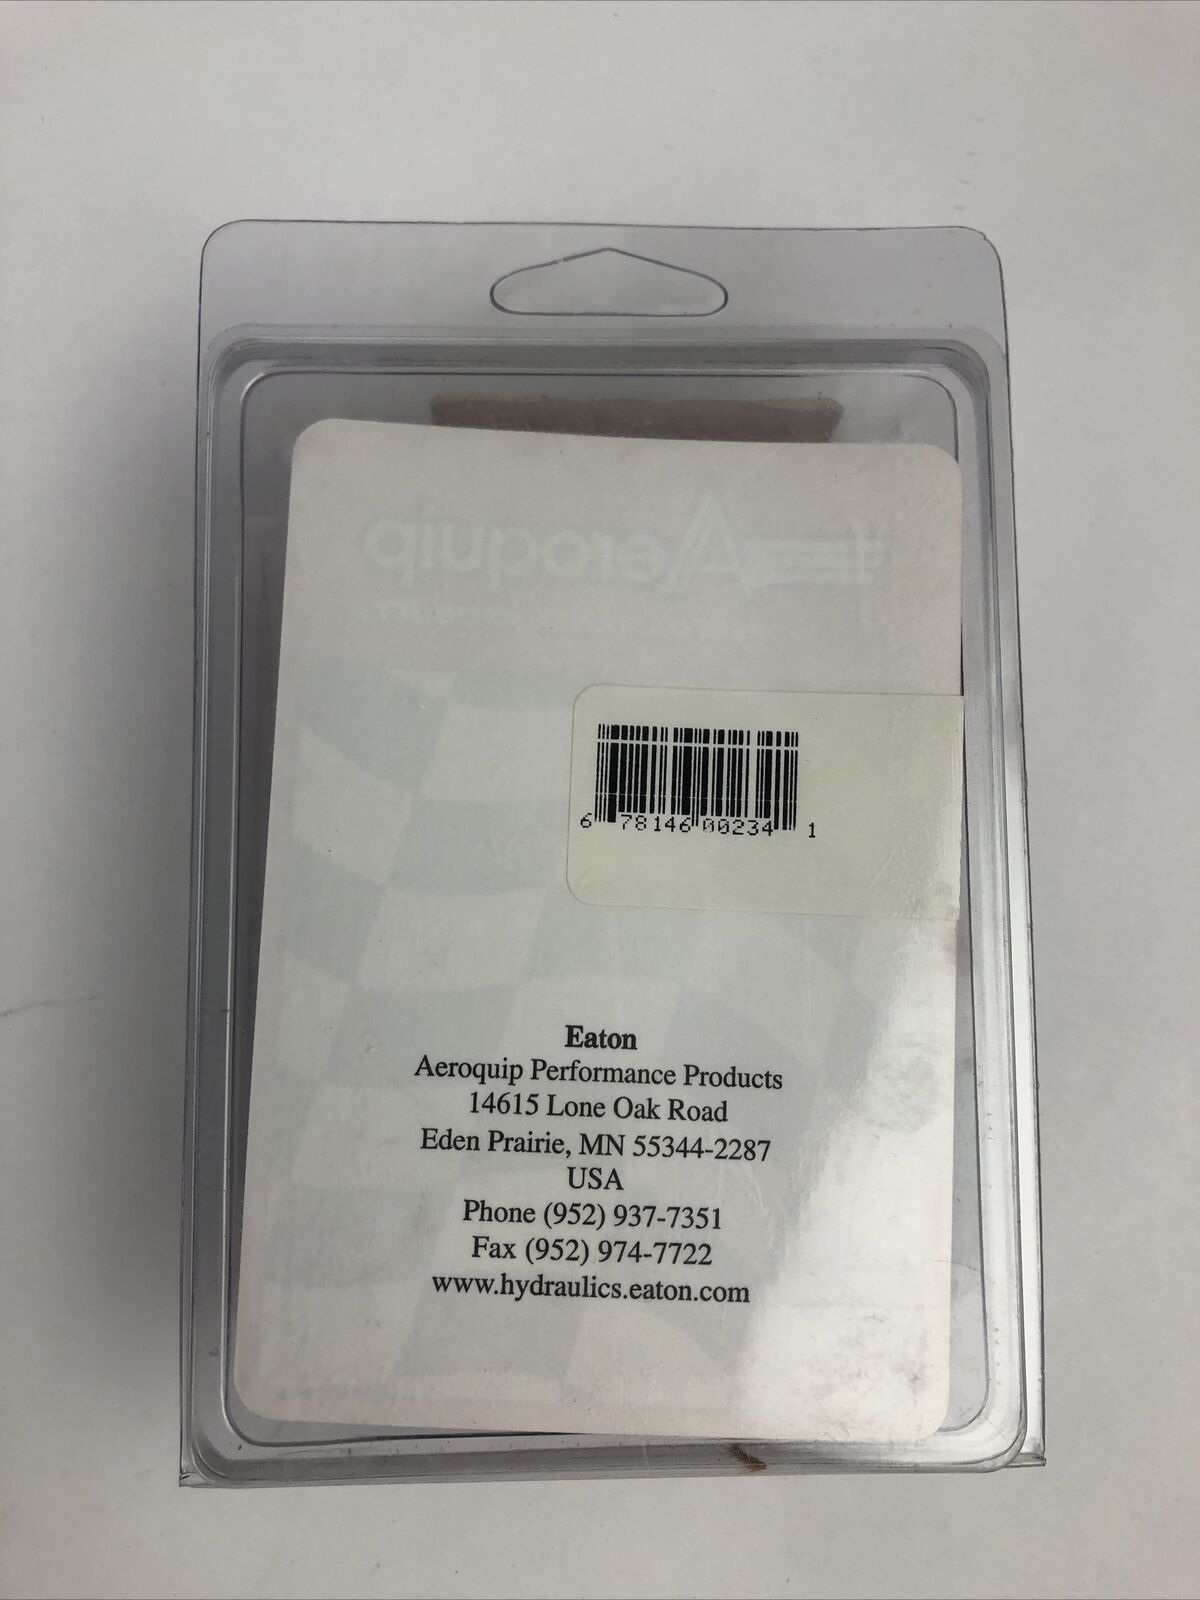 Aeroquip
6 78146 00234 1
Eaton
Aeroquip Performance Products
14615 Lone Oak Road
Eden Prairie, MN 55344-2287
USA
Phone (952) 937-7351
Fax (952) 974-7722
www.hydraulics.eaton.com